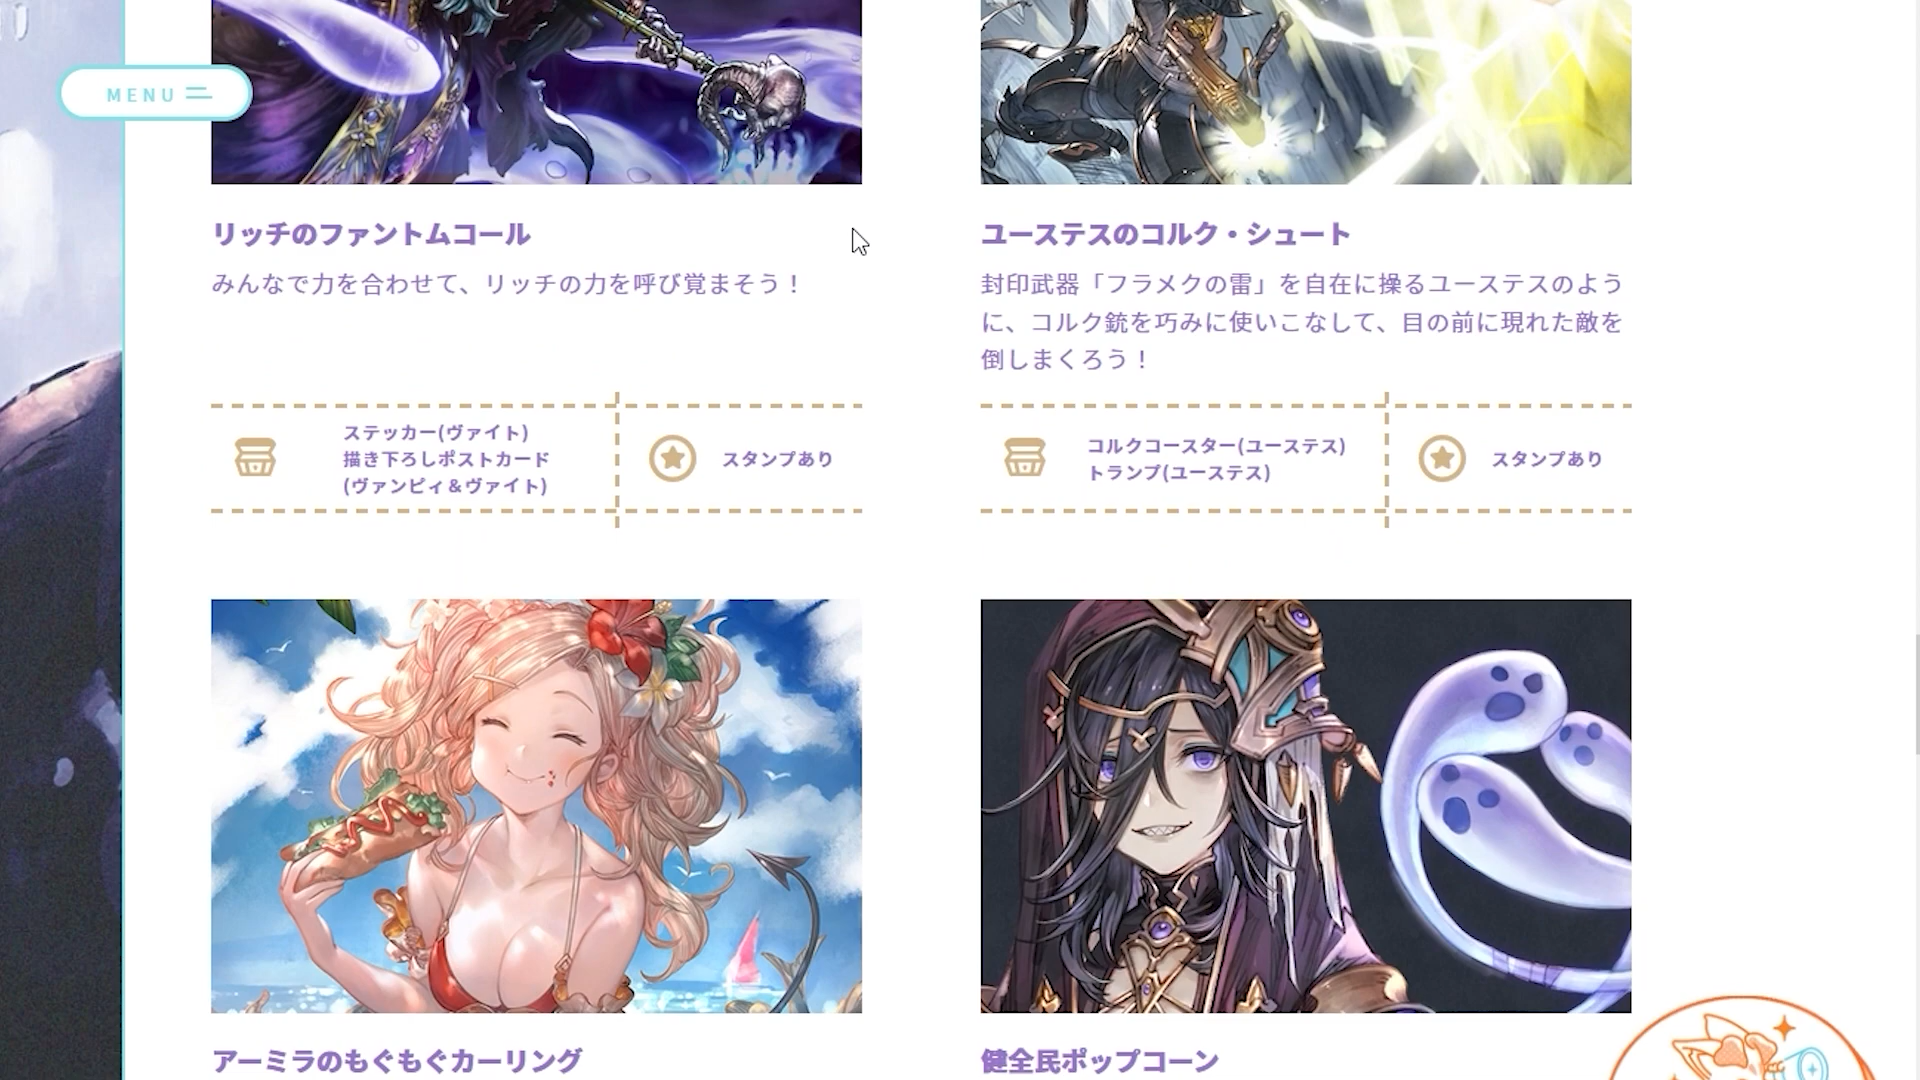 MENU
リッチのファントムコール
みんなで力を合わせて、リッチの力を呼び覚まそう！
ステッカー(ヴァイト)
描き下ろしポストカード
(ヴァンピィ＆ヴァイト)
スタンプあり
ユーステスのコルク・シュート
封印武器「フラメクの雷」を自在に操るユーステスのよう
に、コルク銃を巧みに使いこなして、目の前に現れた敵を
倒しまくろう！
コルクコースター(ユーステス)
トランプ(ユーステス)
スタンプあり
アーミラのもぐもぐカーリング
健全民ポップコーン